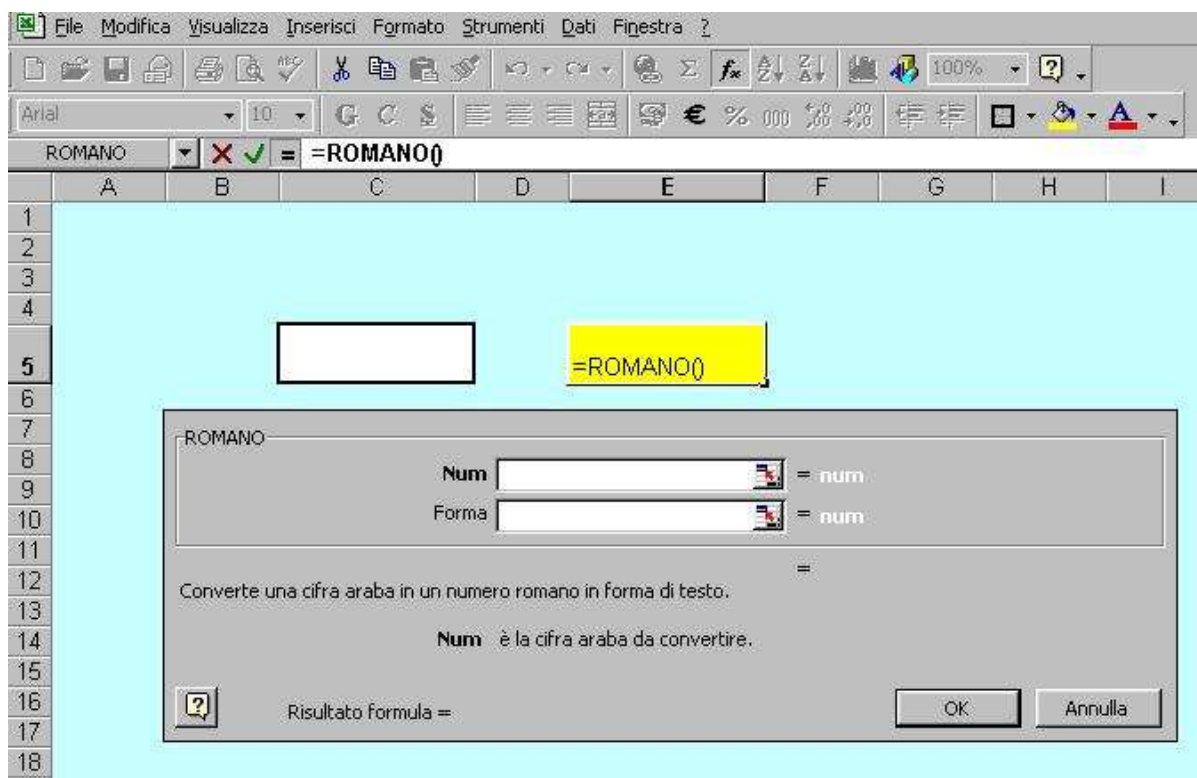 File Modifica Visualizza Inserisci Formato Strumenti Dati Finestra ?
100%
Arial 10 G C S € % 000
ROMANO = =ROMANO()
A B C D E F G H I
1
2
3
4
5 =ROMANO()
6
7
8
9
10
11
12
13
14
15
16
17
18
ROMANO
Num = num
Forma = num
=
Converte una cifra araba in un numero romano in forma di testo.
Num è la cifra araba da convertire.
Risultato formula =
OK Annulla